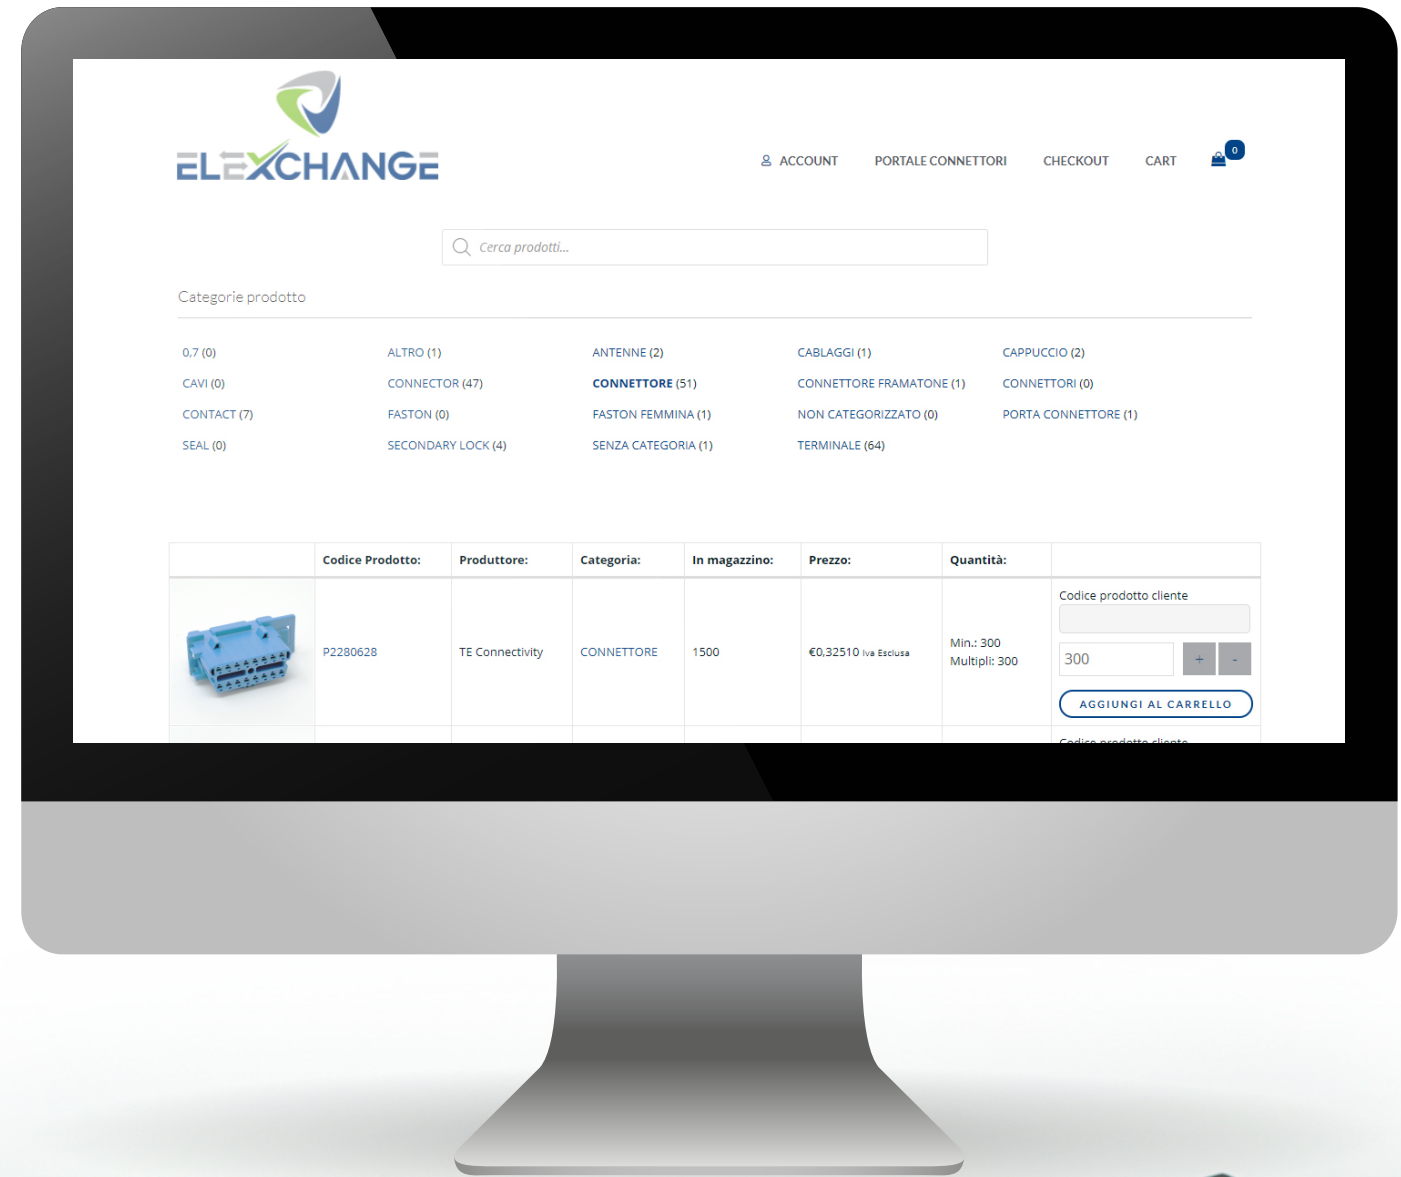 ELEXCHANGE
ACCOUNT PORTALE CONNETTORI CHECKOUT CART 0
Cerca prodotti...
Categorie prodotto
0,7 (0) ALTRO (1) ANTENNE (2) CABLAGGI (1) CAPPUCCIO (2)
CAVI (0) CONNECTOR (47) CONNETTORE (51) CONNETTORE FRAMATONE (1) CONNETTORI (0)
CONTACT (7) FASTON (0) FASTON FEMMINA (1) NON CATEGORIZZATO (0) PORTA CONNETTORE (1)
SEAL (0) SECONDARY LOCK (4) SENZA CATEGORIA (1) TERMINALE (64)
Codice Prodotto: Produttore: Categoria: In magazzino: Prezzo: Quantità:
Codice prodotto cliente
P2280628 TE Connectivity CONNETTORE 1500 €0,32510 Iva Esclusa
Min.: 300
Multipli: 300
300 + -
AGGIUNGI AL CARRELLO
Codice prodotto cliente